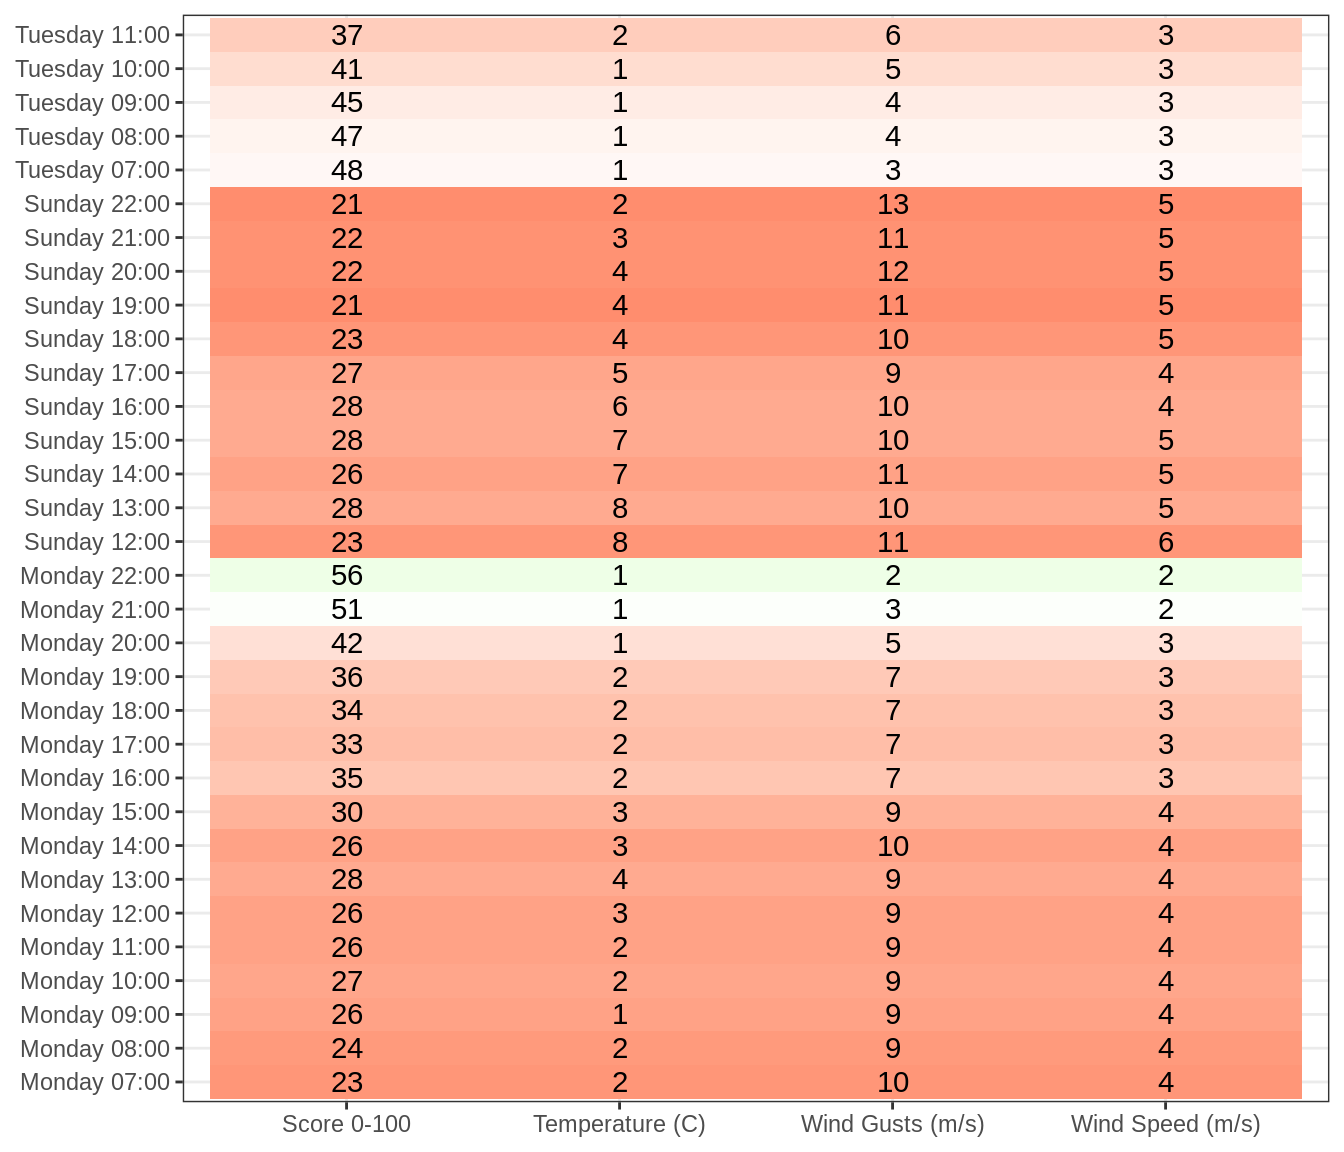 Tuesday 11:00 37 2 6 3
Tuesday 10:00 41 1 5 3
Tuesday 09:00 45 1 4 3
Tuesday 08:00 47 1 4 3
Tuesday 07:00 48 1 3 3
Sunday 22:00 21 2 13 5
Sunday 21:00 22 3 11 5
Sunday 20:00 22 4 12 5
Sunday 19:00 21 4 11 5
Sunday 18:00 23 4 10 5
Sunday 17:00 27 5 9 4
Sunday 16:00 28 6 10 4
Sunday 15:00 28 7 10 5
Sunday 14:00 26 7 11 5
Sunday 13:00 28 8 10 5
Sunday 12:00 23 8 11 6
Monday 22:00 56 1 2 2
Monday 21:00 51 1 3 2
Monday 20:00 42 1 5 3
Monday 19:00 36 2 7 3
Monday 18:00 34 2 7 3
Monday 17:00 33 2 7 3
Monday 16:00 35 2 7 3
Monday 15:00 30 3 9 4
Monday 14:00 26 3 10 4
Monday 13:00 28 4 9 4
Monday 12:00 26 3 9 4
Monday 11:00 26 2 9 4
Monday 10:00 27 2 9 4
Monday 09:00 26 1 9 4
Monday 08:00 24 2 9 4
Monday 07:00 23 2 10 4
Score 0-100 Temperature (C) Wind Gusts (m/s) Wind Speed (m/s)